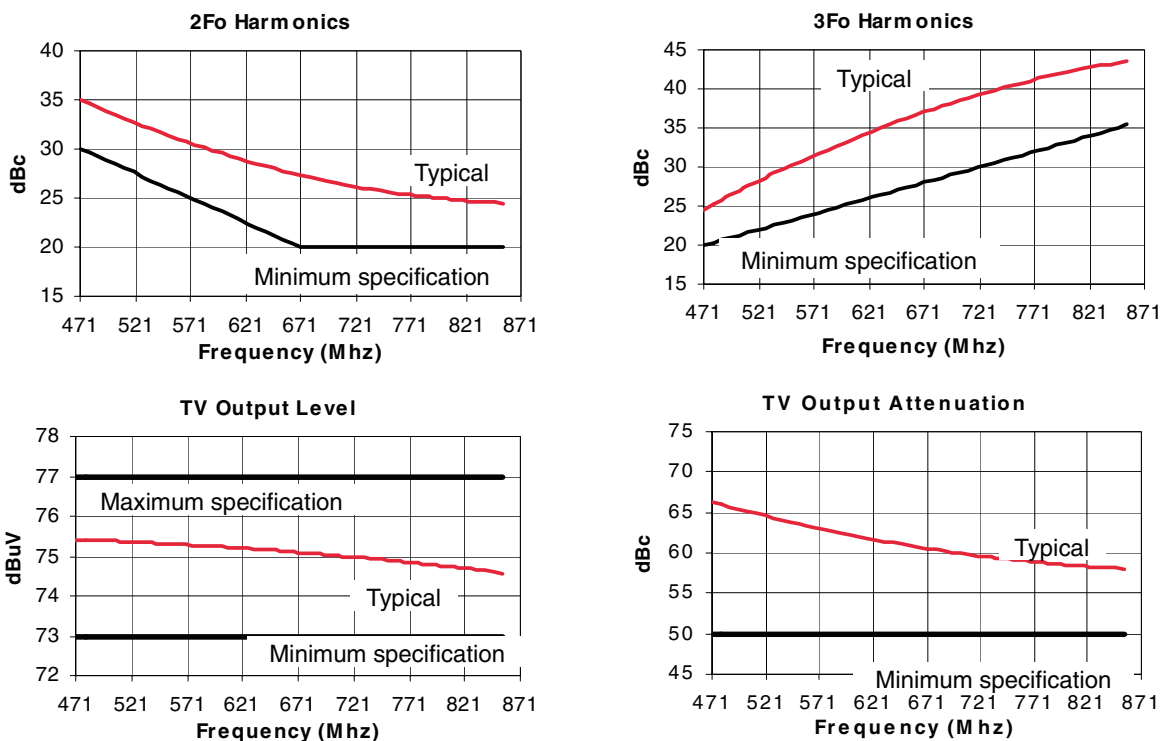 2Fo Harmonics
40
35
30
25
20
15
dBc
Typical
Minimum specification
471 521 571 621 671 721 771 821 871
Frequency (Mhz)
3Fo Harmonics
45
40
35
30
25
20
15
dBc
Typical
Minimum specification
471 521 571 621 671 721 771 821 871
Frequency (Mhz)
TV Output Level
78
77
76
75
74
73
72
dBuV
Maximum specification
Typical
Minimum specification
471 521 571 621 671 721 771 821 871
Frequency (Mhz)
TV Output Attenuation
75
70
65
60
55
50
45
dBc
Typical
Minimum specification
471 521 571 621 671 721 771 821 871
Frequency (Mhz)